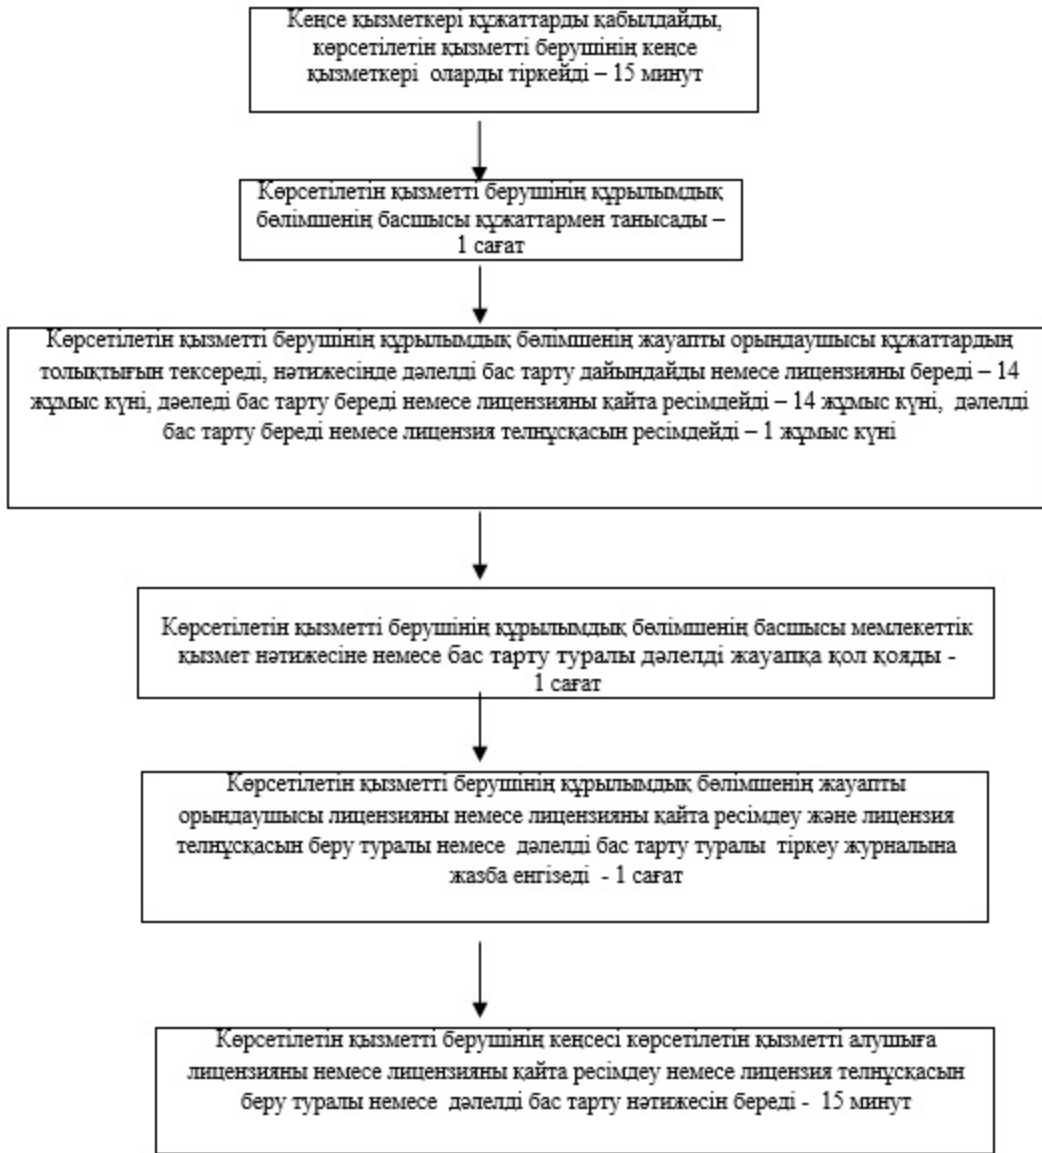 Кеңсе қызметкері құжаттарды қабылдайды,
көрсетілетін қызметті берушінің кеңсе
қызметкері оларды тіркейді – 15 минут
Көрсетілетін қызметті берушінің құрылымдық
бөлімшенің басшысы құжаттармен танысады –
1 сағат
Көрсетілетін қызметті берушінің құрылымдық бөлімшенің жауапты орындаушысы құжаттардың
толықтығын тексереді, нәтижесінде дәлелді бас тарту дайындайды немесе лицензияны береді – 14
жұмыс күні, дәеледі бас тарту береді немесе лицензияны қайта ресімдейді – 14 жұмыс күні, дәлелді
бас тарту береді немесе лицензия телнұсқасын ресімдейді – 1 жұмыс күні
Көрсетілетін қызметті берушінің құрылымдық бөлімшенің басшысы мемлекеттік
қызмет нәтижесіне немесе бас тарту туралы дәлелді жауапқа қол қояды -
1 сағат
Көрсетілетін қызметті берушінің құрылымдық бөлімшенің жауапты
орындаушысы лицензияны немесе лицензияны қайта ресімдеу және лицензия
телнұсқасын беру туралы немесе дәлелді бас тарту туралы тіркеу журналына
жазба енгізеді - 1 сағат
Көрсетілетін қызметті берушінің кеңсесі көрсетілетін қызметті алушыға
лицензияны немесе лицензияны қайта ресімдеу немесе лицензия телнұсқасын
беру туралы немесе дәлелді бас тарту нәтижесін береді - 15 минут